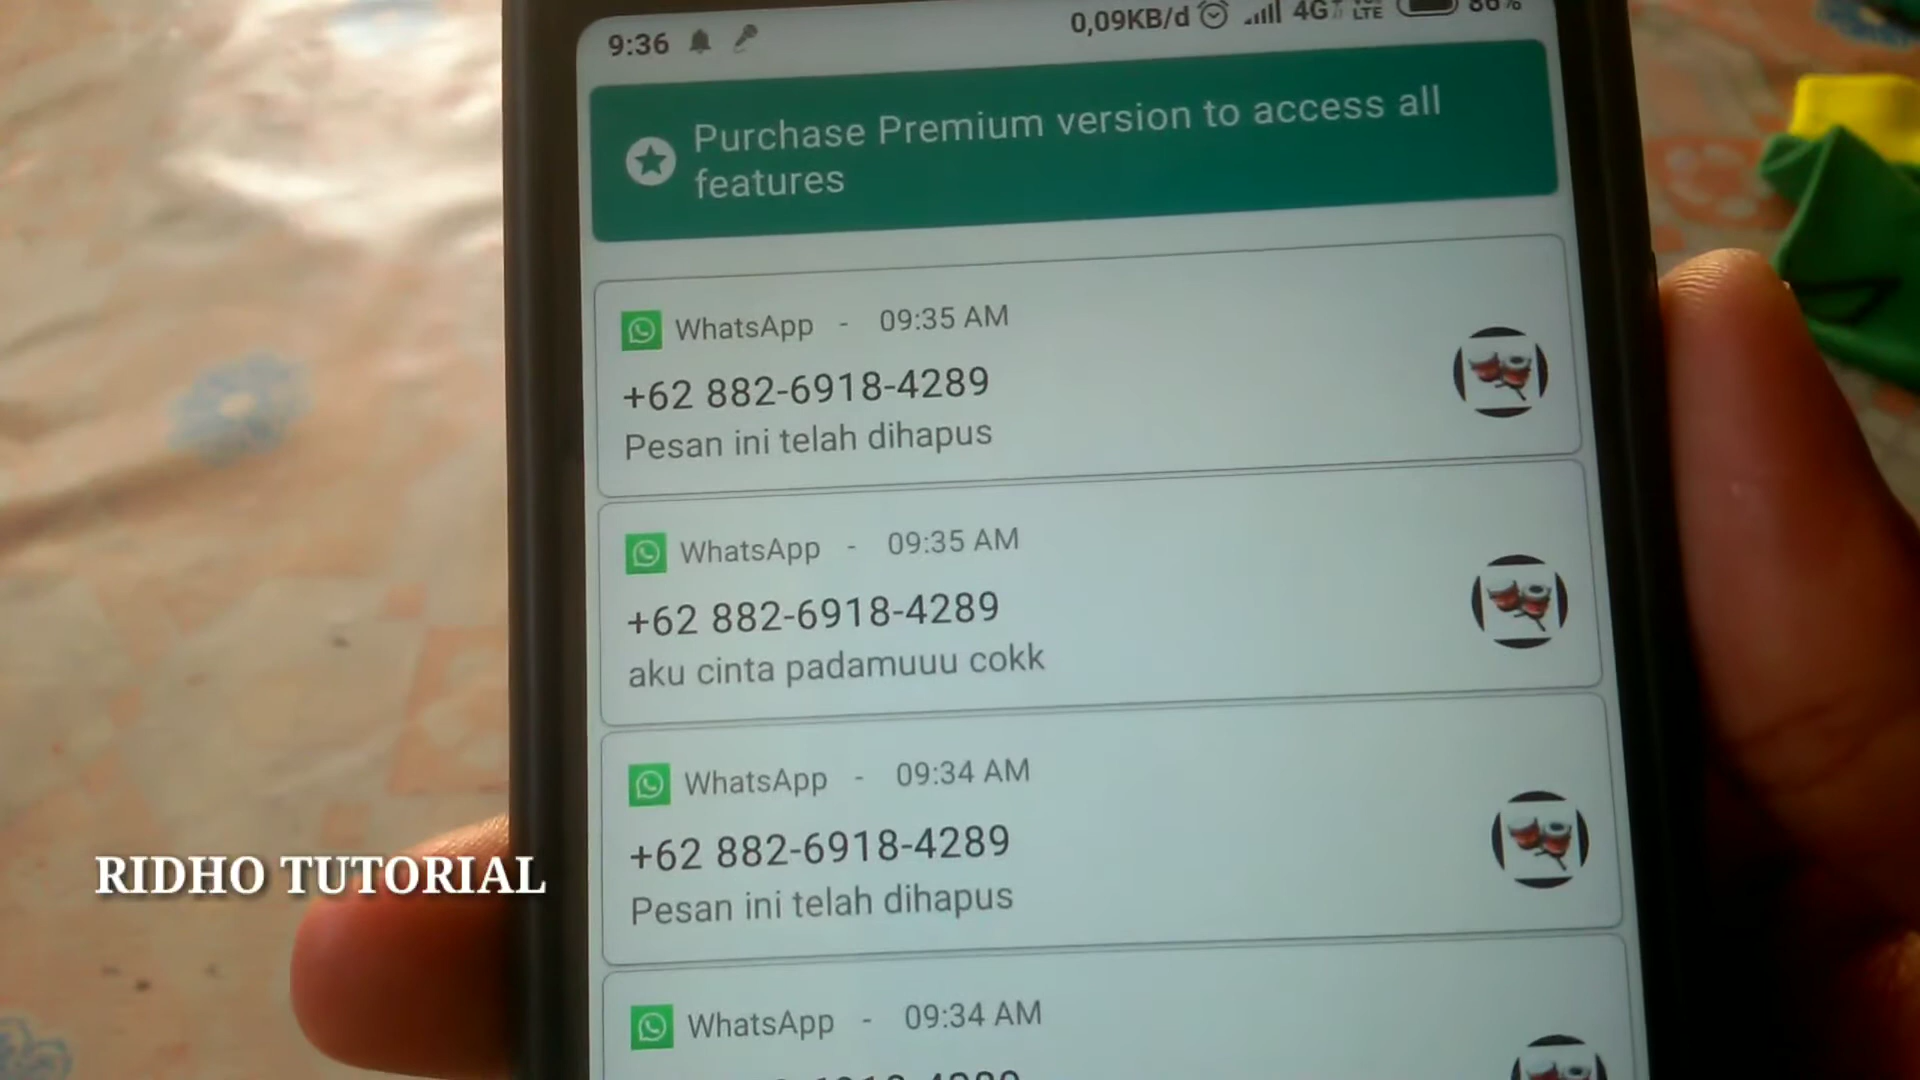 9:36 0,09KB/d 4G LTE 86%
Purchase Premium version to access all
features
WhatsApp - 09:35 AM
+62 882-6918-4289
Pesan ini telah dihapus
WhatsApp - 09:35 AM
+62 882-6918-4289
aku cinta padamuuu cokk
WhatsApp - 09:34 AM
+62 882-6918-4289
Pesan ini telah dihapus
RIDHO TUTORIAL
WhatsApp - 09:34 AM